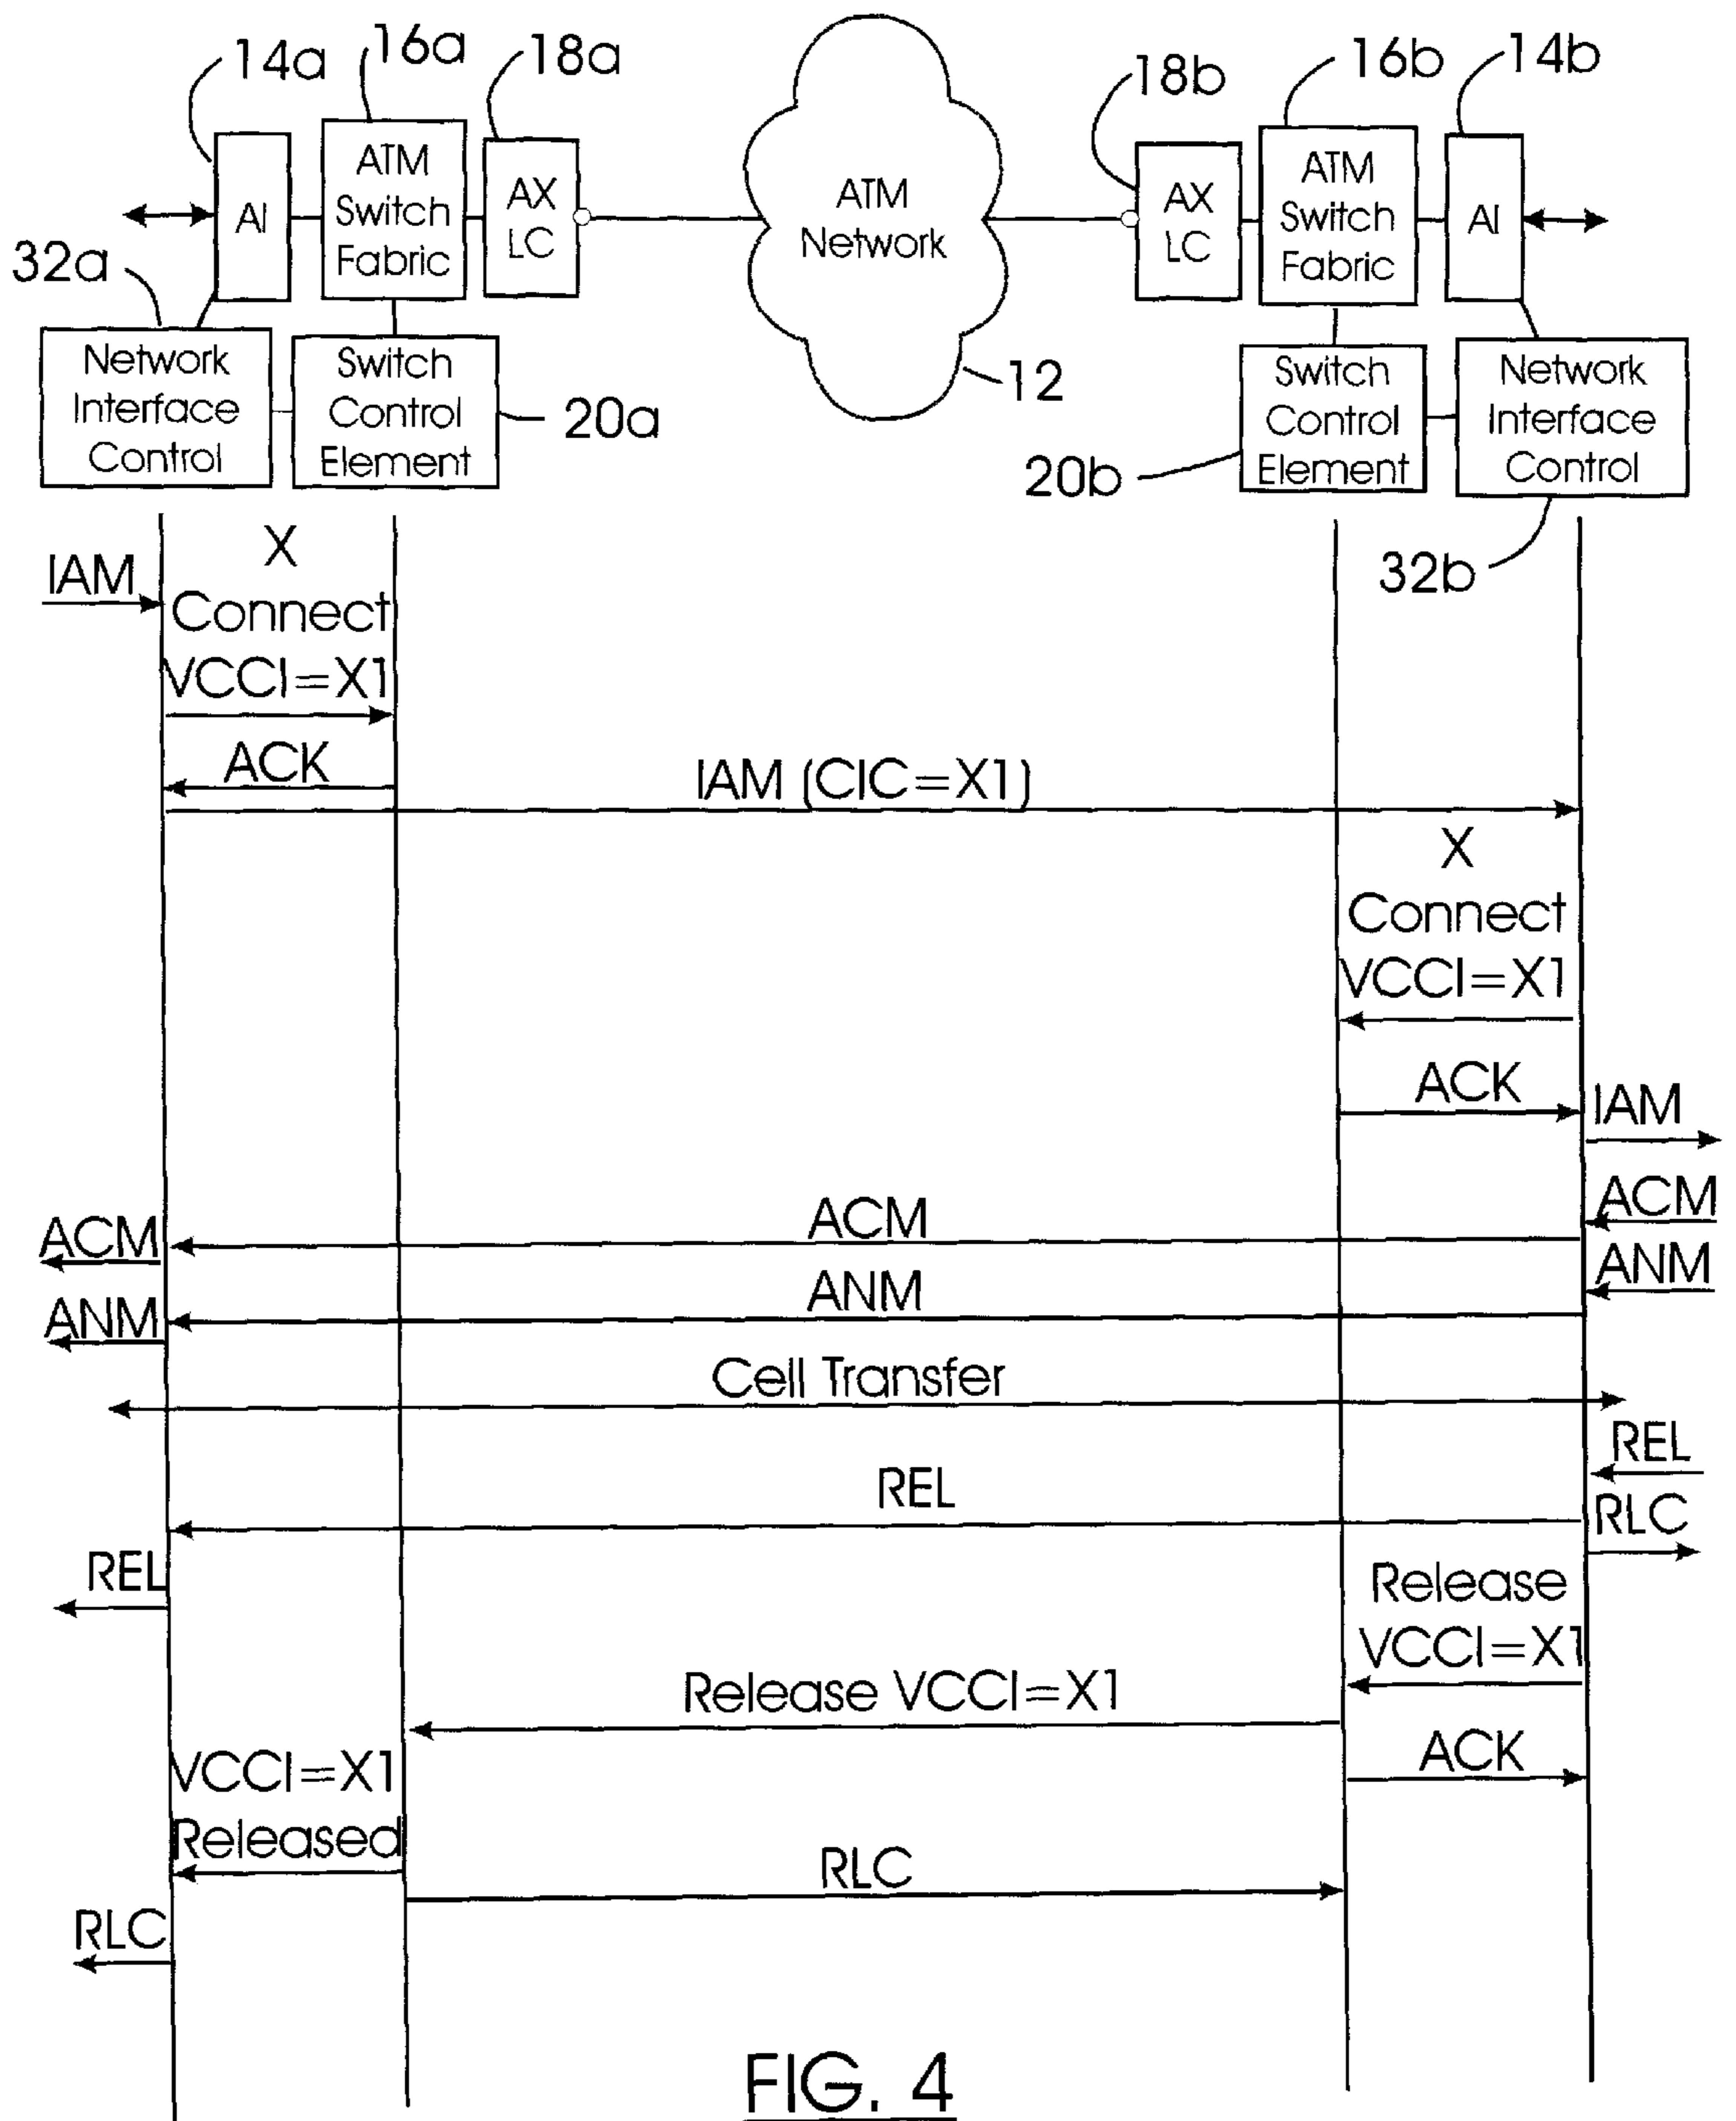 14a
16a
18a
18b
16b
14b
AI
ATM
Switch
Fabric
AX
LC
ATM
Network
AX
LC
ATM
Switch
Fabric
AI
32a
Network
Interface
Control
Switch
Control
Element
20a
12
20b
Switch
Control
Element
Network
Interface
Control
32b
IAM
X
Connect
VCCI=X1
ACK
IAM (CIC=X1)
X
Connect
VCCI=X1
ACK
IAM
ACM
ACM
ACM
ANM
ANM
ANM
Cell Transfer
REL
REL
RLC
REL
Release
VCCI=X1
Release VCCI=X1
ACK
VCCI=X1
Released
RLC
RLC
FIG. 4